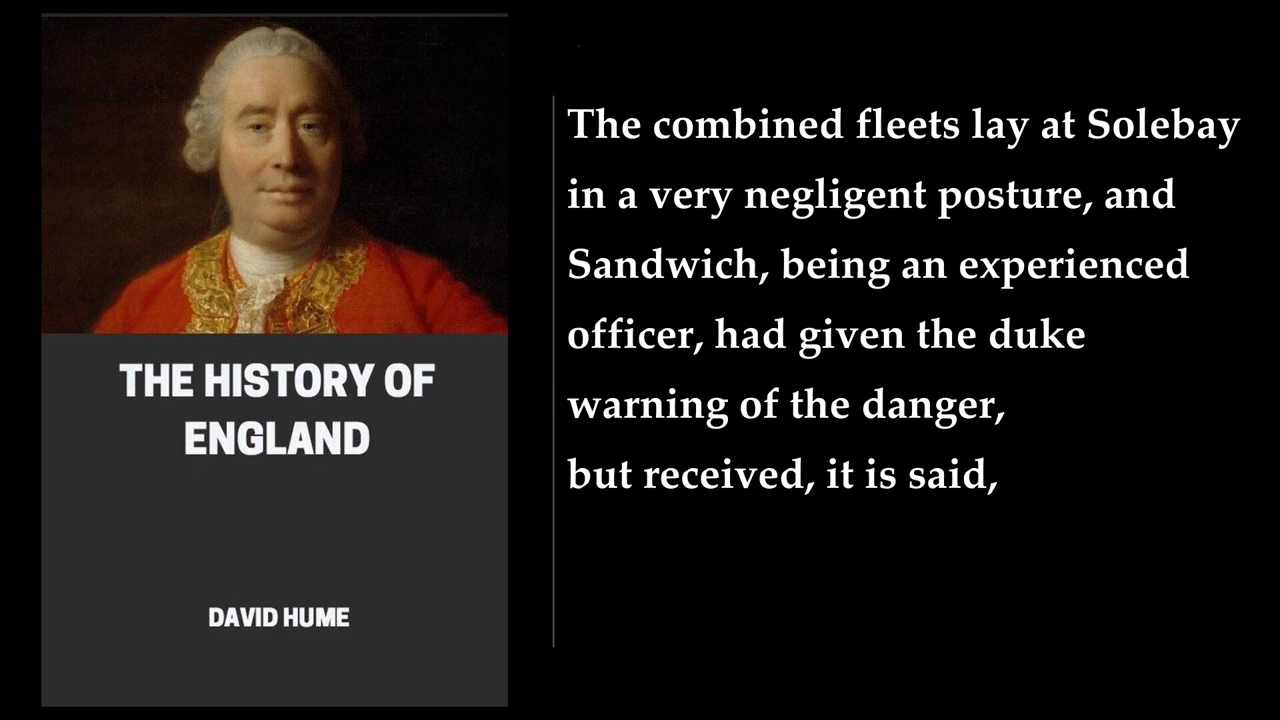 THE HISTORY OF
ENGLAND
DAVID HUME
The combined fleets lay at Solebay
in a very negligent posture, and
Sandwich, being an experienced
officer, had given the duke
warning of the danger,
but received, it is said,